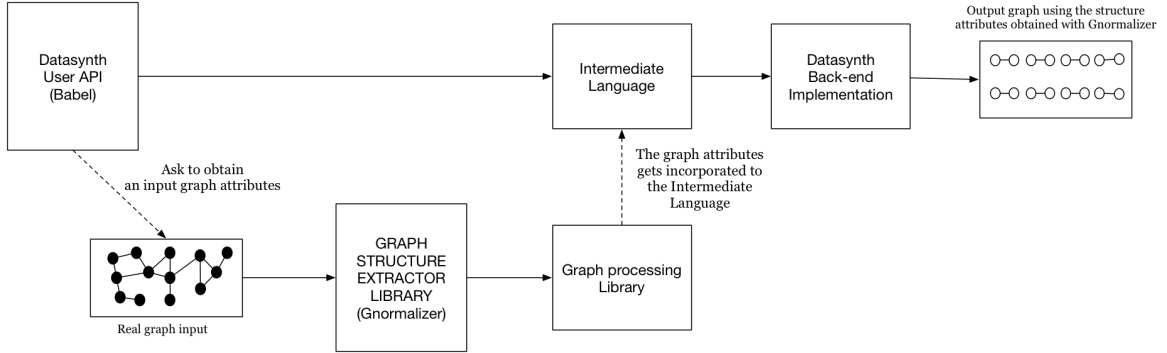 Datasynth
User API
(Babel)
Intermediate
Language
Datasynth
Back-end
Implementation
Output graph using the structure
attributes obtained with Gnormalizer
Ask to obtain
an input graph attributes
The graph attributes
gets incorporated to
the Intermediate
Language
Real graph input
GRAPH
STRUCTURE
EXTRACTOR
LIBRARY
(Gnormalizer)
Graph processing
Library